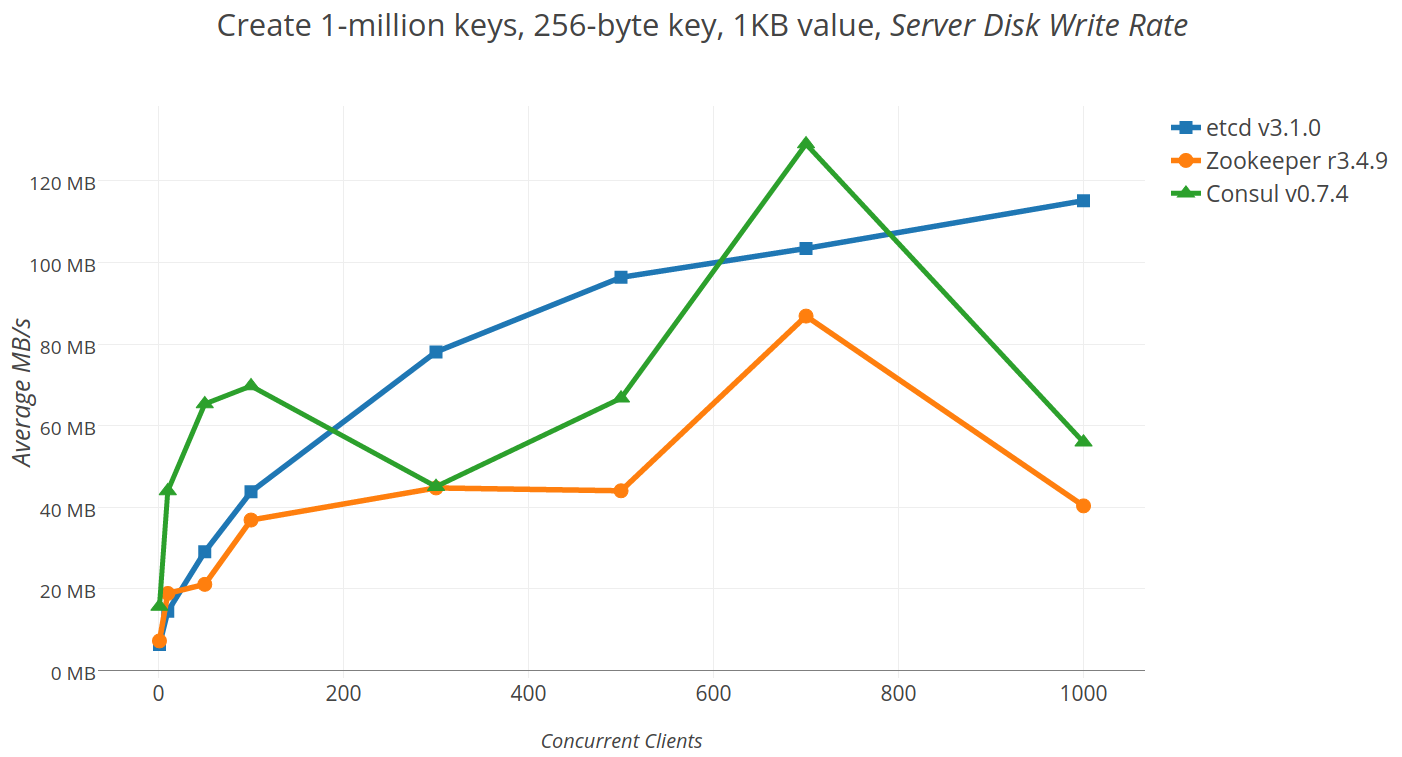 Create 1-million keys, 256-byte key, 1KB value, Server Disk Write Rate
etcd v3.1.0
Zookeeper r3.4.9
Consul v0.7.4
120 MB
100 MB
80 MB
60 MB
40 MB
20 MB
0 MB
Average MB/s
0 200 400 600 800 1000
Concurrent Clients